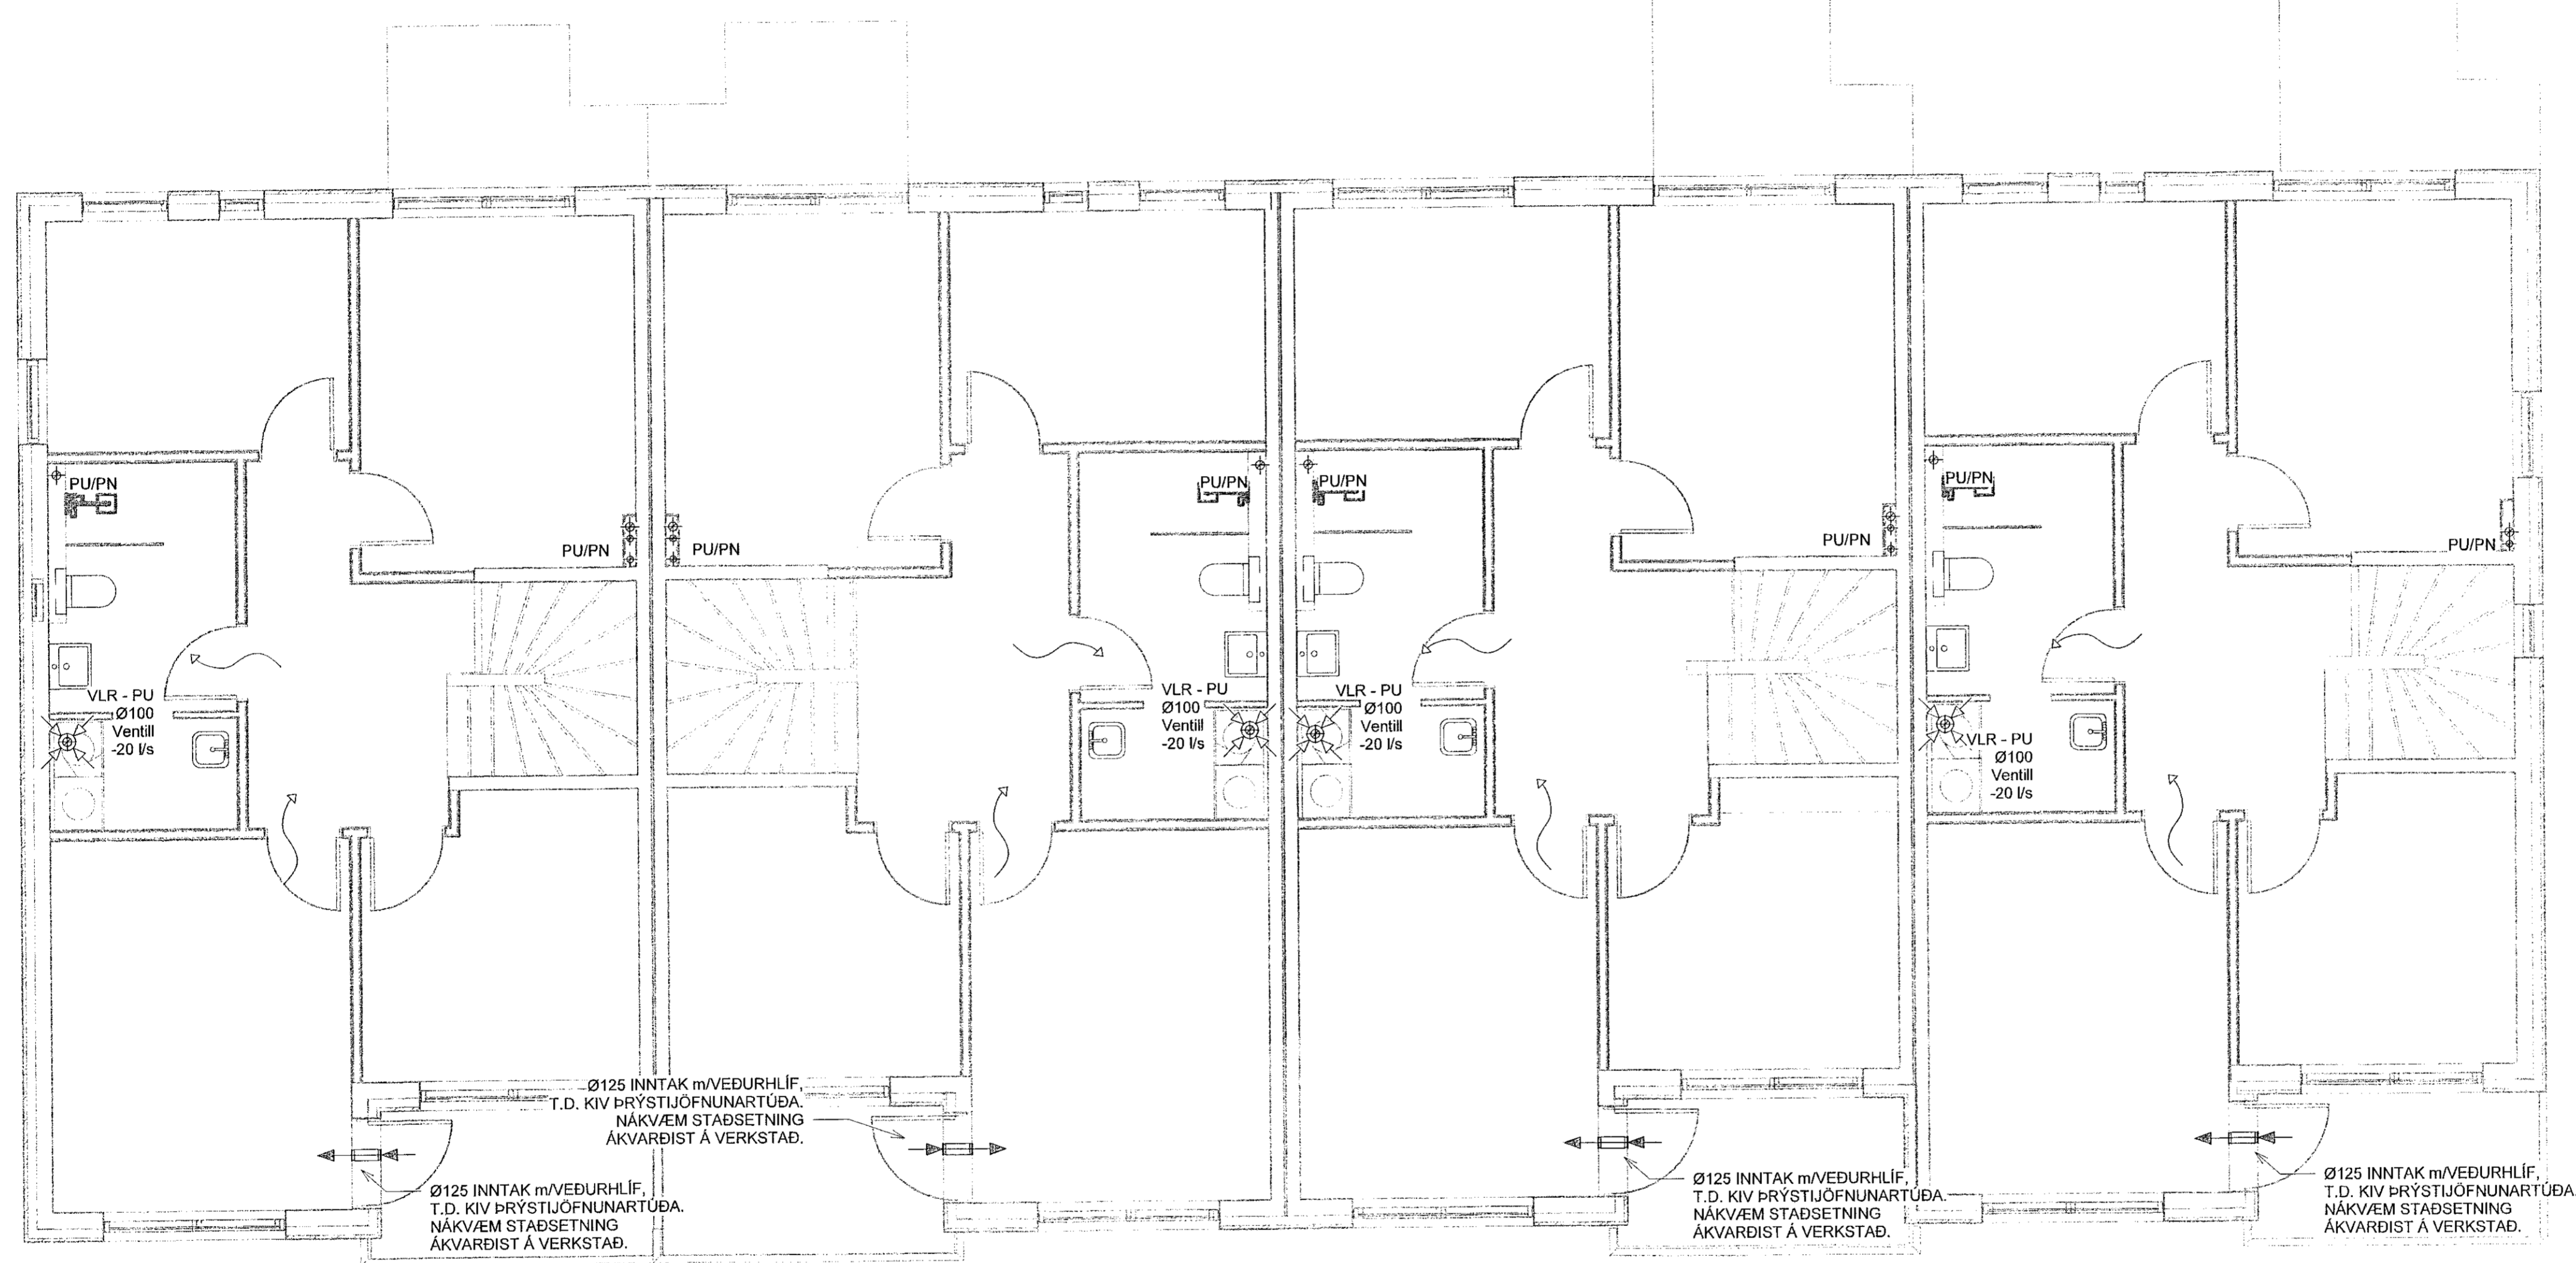 PU/PN
PU/PN
PU/PN
PU/PN
PU/PN
PU/PN
PU/PN
PU/PN
VLR - PU
Ø100
Ventill
-20 l/s
VLR - PU
Ø100
Ventill
-20 l/s
VLR - PU
Ø100
Ventill
-20 l/s
VLR - PU
Ø100
Ventill
-20 l/s
Ø125 INNTAK m/VEÐURHLÍF,
T.D. KIV ÞRÝSTIJÖFNUNARTÚÐA.
NÁKVÆM STAÐSETNING
ÁKVARÐIST Á VERKSTAÐ.
Ø125 INNTAK m/VEÐURHLÍF,
T.D. KIV ÞRÝSTIJÖFNUNARTÚÐA.
NÁKVÆM STAÐSETNING
ÁKVARÐIST Á VERKSTAÐ.
Ø125 INNTAK m/VEÐURHLÍF,
T.D. KIV ÞRÝSTIJÖFNUNARTÚÐA.
NÁKVÆM STAÐSETNING
ÁKVARÐIST Á VERKSTAÐ.
Ø125 INNTAK m/VEÐURHLÍF,
T.D. KIV ÞRÝSTIJÖFNUNARTÚÐA.
NÁKVÆM STAÐSETNING
ÁKVARÐIST Á VERKSTAÐ.